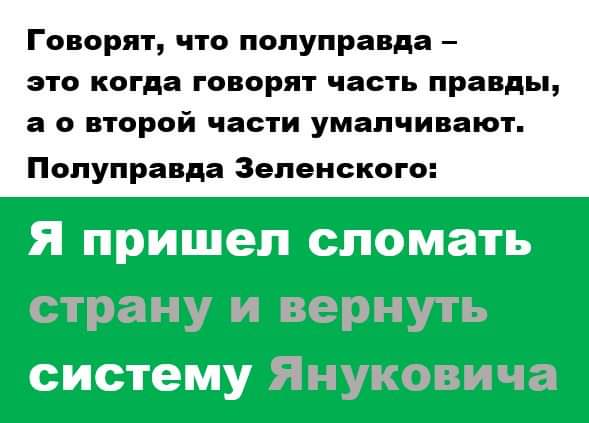 Говорят, что полуправда –
это когда говорят часть правды,
а о второй части умалчивают.
Полуправда Зеленского:
Я пришел сломать
страну и вернуть
систему Януковича